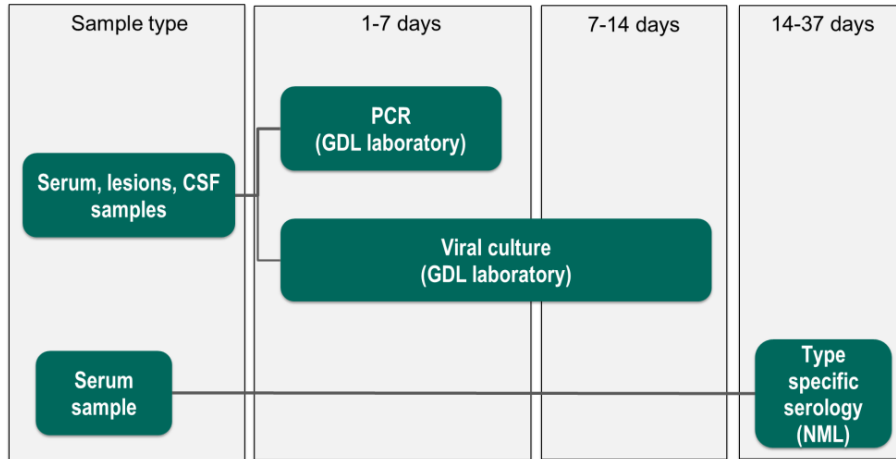 Sample type
1-7 days
7-14 days
14-37 days
PCR
(GDL laboratory)
Serum, lesions, CSF
samples
Viral culture
(GDL laboratory)
Serum
sample
Type
specific
serology
(NML)